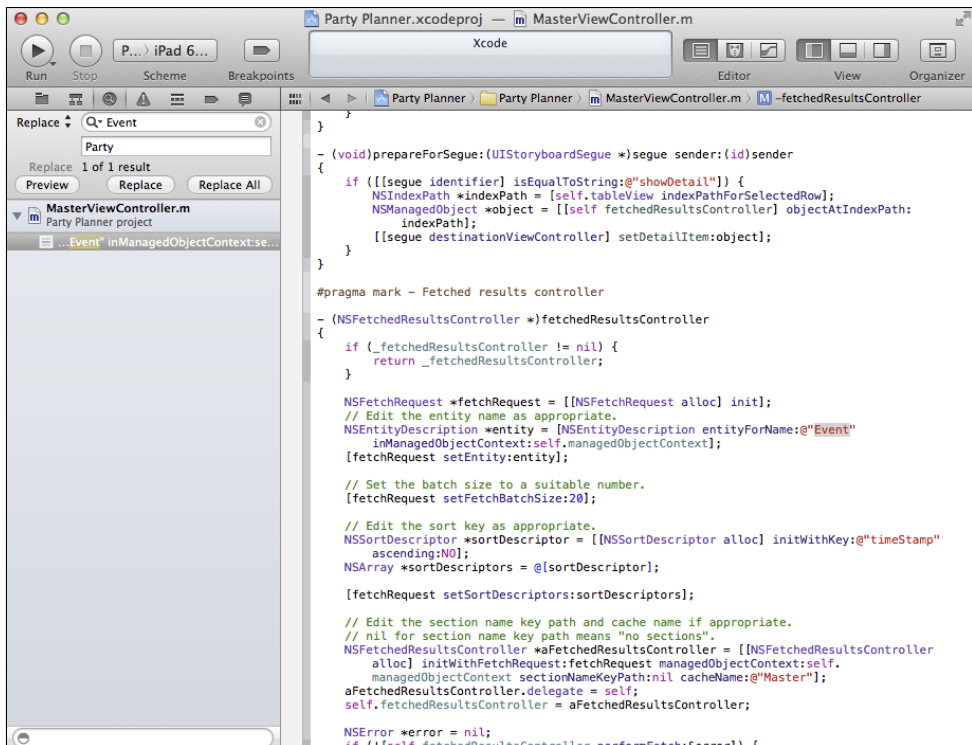 Party Planner.xcodeproj — m MasterViewController.m
P... iPad 6...
Xcode
Run Stop Scheme Breakpoints Editor View Organizer
Party Planner Party Planner m MasterViewController.m M -fetchedResultsController
Replace Event
Party
Replace 1 of 1 result
Preview Replace Replace All
m MasterViewController.m
Party Planner project
...Event" inManagedObjectContext:se...
}
}
- (void)prepareForSegue:(UIStoryboardSegue *)segue sender:(id)sender
{
if ([[segue identifier] isEqualToString:@"showDetail"]) {
NSIndexPath *indexPath = [self.tableView indexPathForSelectedRow];
NSManagedObject *object = [[self fetchedResultsController] objectAtIndexPath:
indexPath];
[[segue destinationViewController] setDetailItem:object];
}
}
#pragma mark - Fetched results controller
- (NSFetchedResultsController *)fetchedResultsController
{
if (_fetchedResultsController != nil) {
return _fetchedResultsController;
}
NSFetchRequest *fetchRequest = [[NSFetchRequest alloc] init];
// Edit the entity name as appropriate.
NSEntityDescription *entity = [NSEntityDescription entityForName:@"Event"
inManagedObjectContext:self.managedObjectContext];
[fetchRequest setEntity:entity];
// Set the batch size to a suitable number.
[fetchRequest setFetchBatchSize:20];
// Edit the sort key as appropriate.
NSSortDescriptor *sortDescriptor = [[NSSortDescriptor alloc] initWithKey:@"timeStamp"
ascending:NO];
NSArray *sortDescriptors = @[sortDescriptor];
[fetchRequest setSortDescriptors:sortDescriptors];
// Edit the section name key path and cache name if appropriate.
// nil for section name key path means "no sections".
NSFetchedResultsController *aFetchedResultsController = [[NSFetchedResultsController
alloc] initWithFetchRequest:fetchRequest managedObjectContext:self.
managedObjectContext sectionNameKeyPath:nil cacheName:@"Master"];
aFetchedResultsController.delegate = self;
self.fetchedResultsController = aFetchedResultsController;
NSError *error = nil;
if (![self.fetchedResultsController performFetch:&error]) {